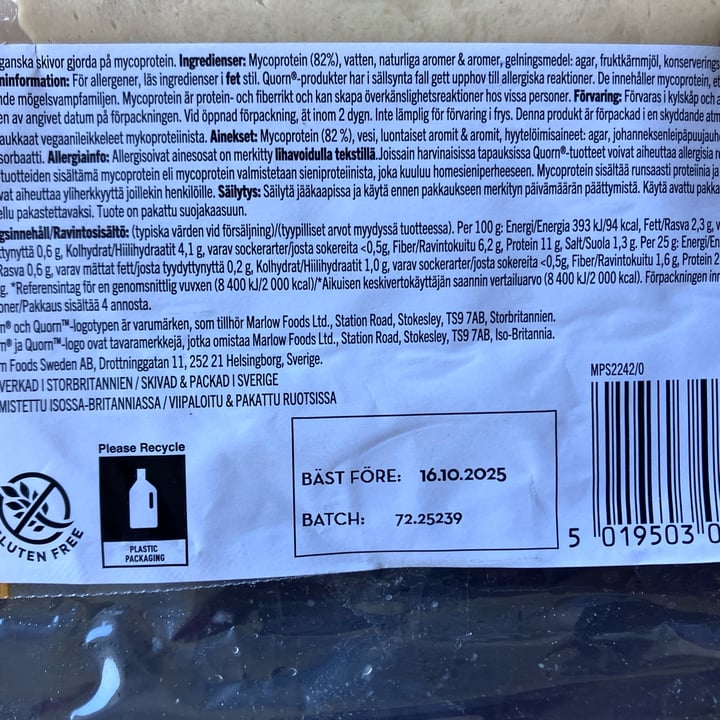 ganska skivor gjorda på mycoprotein. Ingredienser: Mycoprotein (82%), vatten, naturliga aromer & aromer, gelningsmedel: agar, fruktkärnmjöl, konserverings
ninformation: För allergener, läs ingredienser i fet stil. Quorn®-produkter har i sällsynta fall gett upphov till allergiska reaktioner. De innehåller mycoprotein, et
nde mögelsvampfamiljen. Mycoprotein är protein- och fiberrikt och kan skapa överkänslighetsreaktioner hos vissa personer. Förvaring: Förvaras i kylskåp och ä
en av angivet datum på förpackningen. Vid öppnad förpackning, ät inom 2 dygn. Inte lämplig för förvaring i frys. Denna produkt är förpackad i en skyddande atm
aukkaat vegaanileikkeleet mykoproteiinista. Ainekset: Mycoprotein (82 %), vesi, luontaiset aromit & aromit, hyytelöimisaineet: agar, johanneksenleipäpuujauh
sorbaatti. Allergiainfo: Allergisoivat ainesosat on merkitty lihavoidulla tekstillä.Joissain harvinaisissa tapauksissa Quorn®-tuotteet voivat aiheuttaa allergisia r
tuotteiden sisältämä mycoprotein eli mycoprotein valmistetaan sieniproteiinista, joka kuuluu homesieniperheeseen. Mycoprotein sisältää runsaasti proteiinia ja
vat aiheuttaa yliherkkyyttä joillekin henkilöille. Säilytys: Säilytä jääkaapissa ja käytä ennen pakkaukseen merkityn päivämäärän päättymistä. Käytä avattu pakka
ellu pakastettavaksi. Tuote on pakattu suojakaasuun.
gsinnehåll/Ravintosisältö: (typiska värden vid försäljning)/(tyypilliset arvot myydyssä tuotteessa). Per 100 g: Energi/Energia 393 kJ/94 kcal, Fett/Rasva 2,3 g, v
tynyttä 0,6 g, Kolhydrat/Hiilihydraatit 4,1 g, varav sockerarter/josta sokereita <0,5g, Fiber/Ravintokuitu 6,2 g, Protein 11 g, Salt/Suola 1,3 g. Per 25 g: Energi/En
Rasva 0,6 g, varav mättat fett/josta tyydyttynyttä 0,2 g, Kolhydrat/Hiilihydraatit 1,0 g, varav sockerarter/josta sokereita <0,5g, Fiber/Ravintokuitu 1,6 g, Protein 2
g. *Referensintag för en genomsnittlig vuxven (8 400 kJ/2 000 kcal)/*Aikuisen keskivertokäyttäjän saannin vertailuarvo (8 400 kJ/2 000 kcal). Förpackningen inn
oner/Pakkaus sisältää 4 annosta.
n® och Quorn™-logotypen är varumärken, som tillhör Marlow Foods Ltd., Station Road, Stokesley, TS9 7AB, Storbritannien.
n® ja Quorn™-logo ovat tavaramerkkejä, jotka omistaa Marlow Foods Ltd., Station Road, Stokesley, TS9 7AB, Iso-Britannia.
rn Foods Sweden AB, Drottninggatan 11, 252 21 Helsingborg, Sverige.
VERKAD I STORBRITANNIEN / SKIVAD & PACKAD I SVERIGE
MISTETTU ISOSSA-BRITANNIASSA / VIIPALOITU & PAKATTU RUOTSISSA
MPS2242/0
Please Recycle
PLASTIC
PACKAGING
GLUTEN FREE
BÄST FÖRE: 16.10.2025
BATCH: 72.25239
5 019503 0